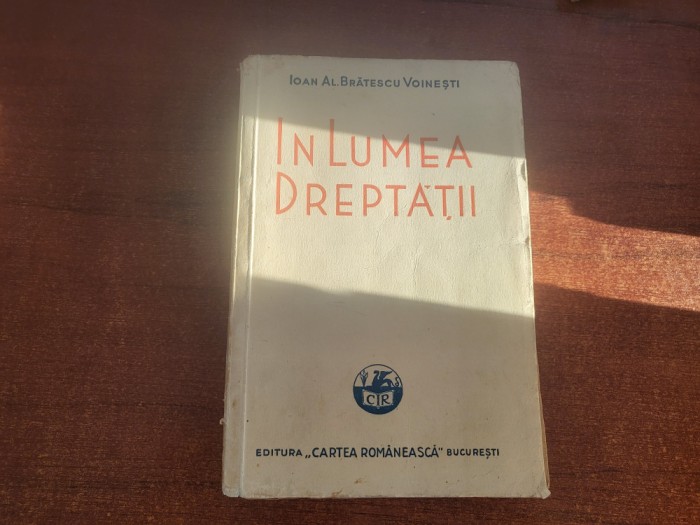 IOAN AL. BRĂTESCU VOINEȘTI
IN LUMEA
DREPTĂȚII
CR
EDITURA „CARTEA ROMÂNEASCĂ" BUCUREȘTI